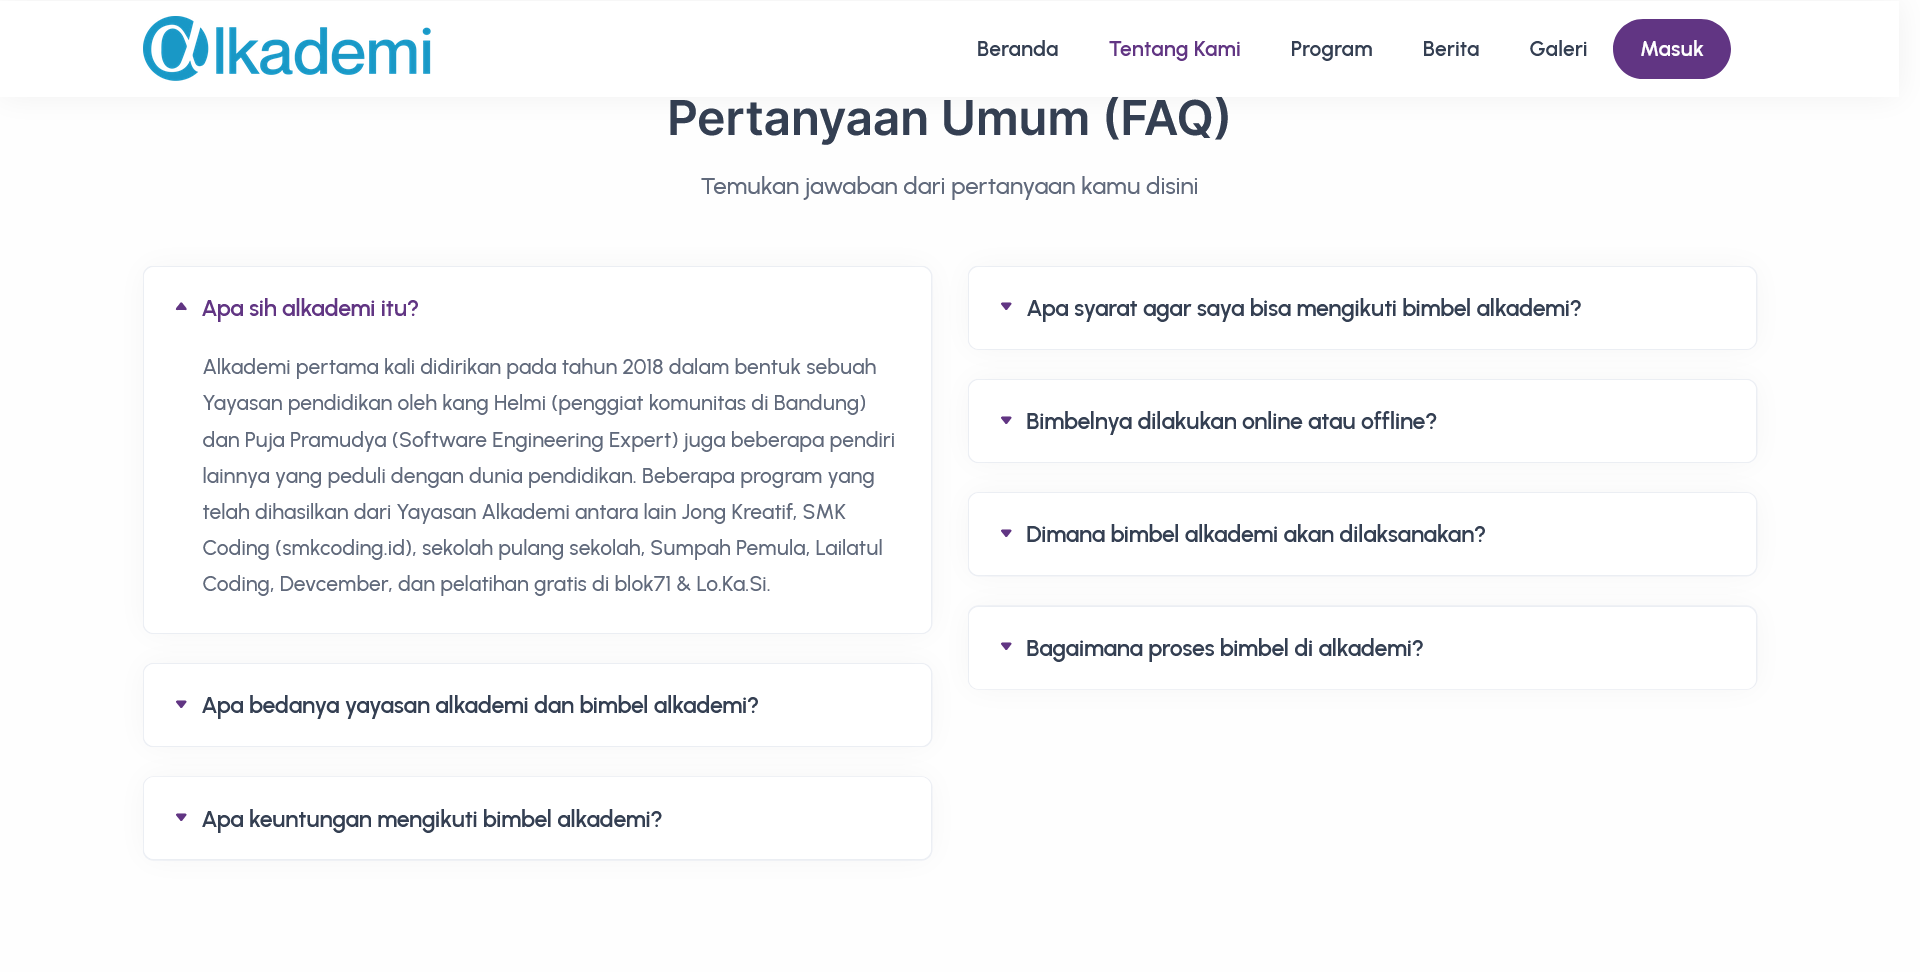 @lkademi
Beranda
Tentang Kami
Program
Berita
Galeri
Masuk
Pertanyaan Umum (FAQ)
Temukan jawaban dari pertanyaan kamu disini
Apa sih alkademi itu?
Alkademi pertama kali didirikan pada tahun 2018 dalam bentuk sebuah
Yayasan pendidikan oleh kang Helmi (penggiat komunitas di Bandung)
dan Puja Pramudya (Software Engineering Expert) juga beberapa pendiri
lainnya yang peduli dengan dunia pendidikan. Beberapa program yang
telah dihasilkan dari Yayasan Alkademi antara lain Jong Kreatif, SMK
Coding (smkcoding.id), sekolah pulang sekolah, Sumpah Pemula, Lailatul
Coding, Devcember, dan pelatihan gratis di blok71 & Lo.Ka.Si.
Apa bedanya yayasan alkademi dan bimbel alkademi?
Apa keuntungan mengikuti bimbel alkademi?
Apa syarat agar saya bisa mengikuti bimbel alkademi?
Bimbelnya dilakukan online atau offline?
Dimana bimbel alkademi akan dilaksanakan?
Bagaimana proses bimbel di alkademi?